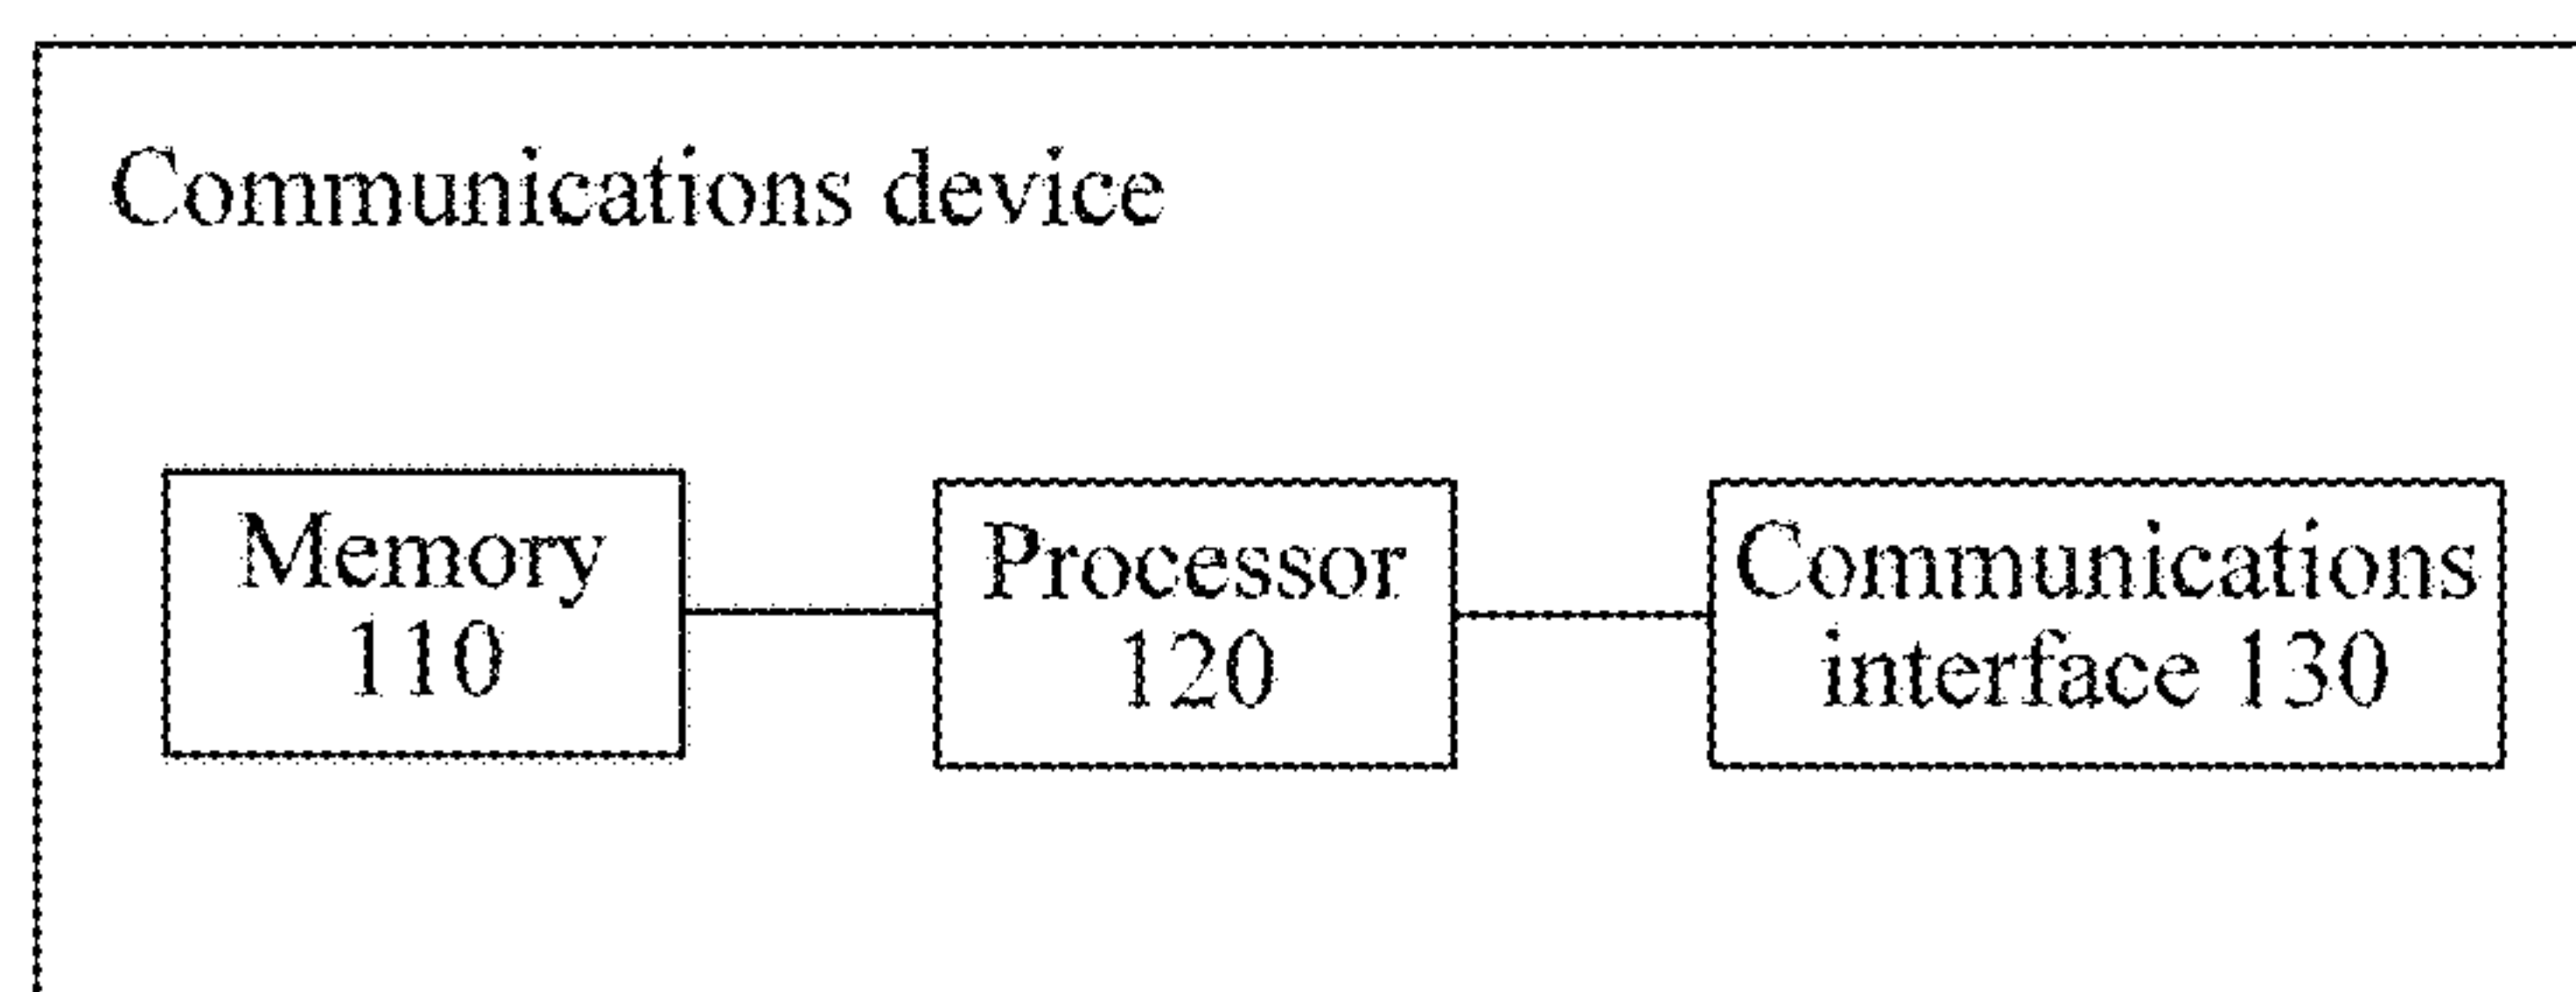 Communications device
Memory
110
Processor
120
Communications
interface 130